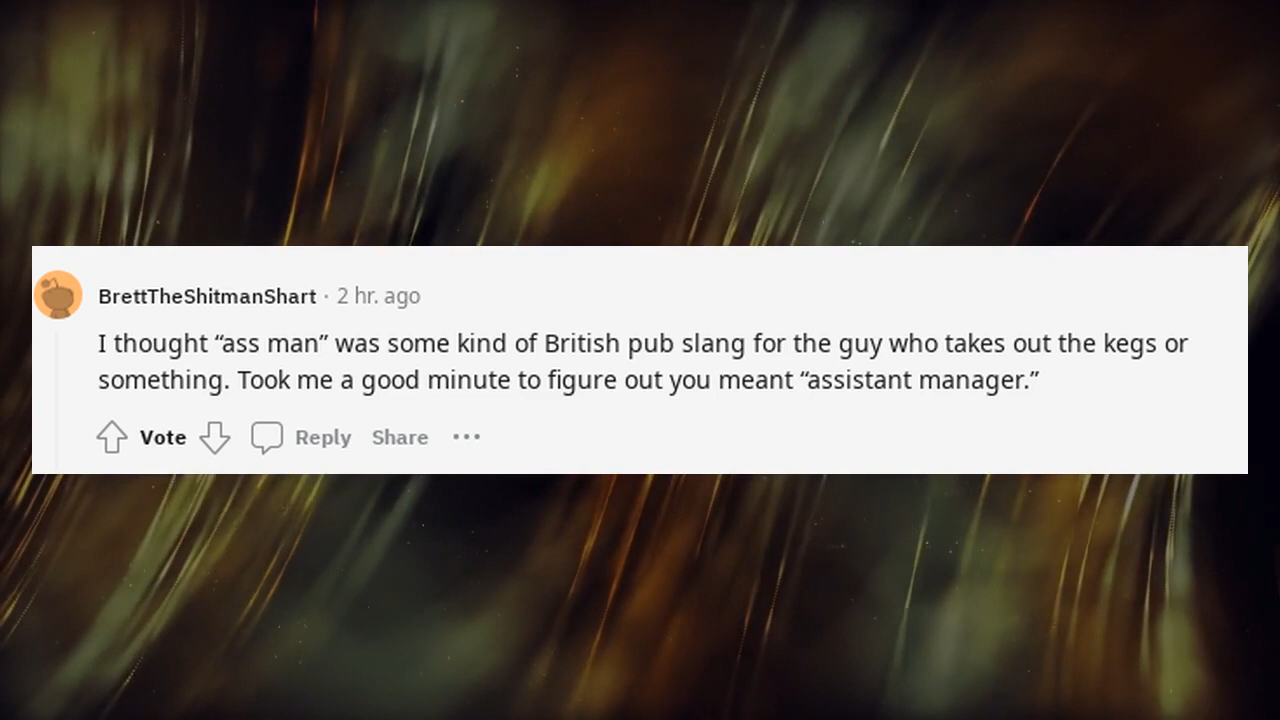 BrettTheShitmanShart · 2 hr. ago
I thought “ass man” was some kind of British pub slang for the guy who takes out the kegs or
something. Took me a good minute to figure out you meant “assistant manager.”
Vote Reply Share